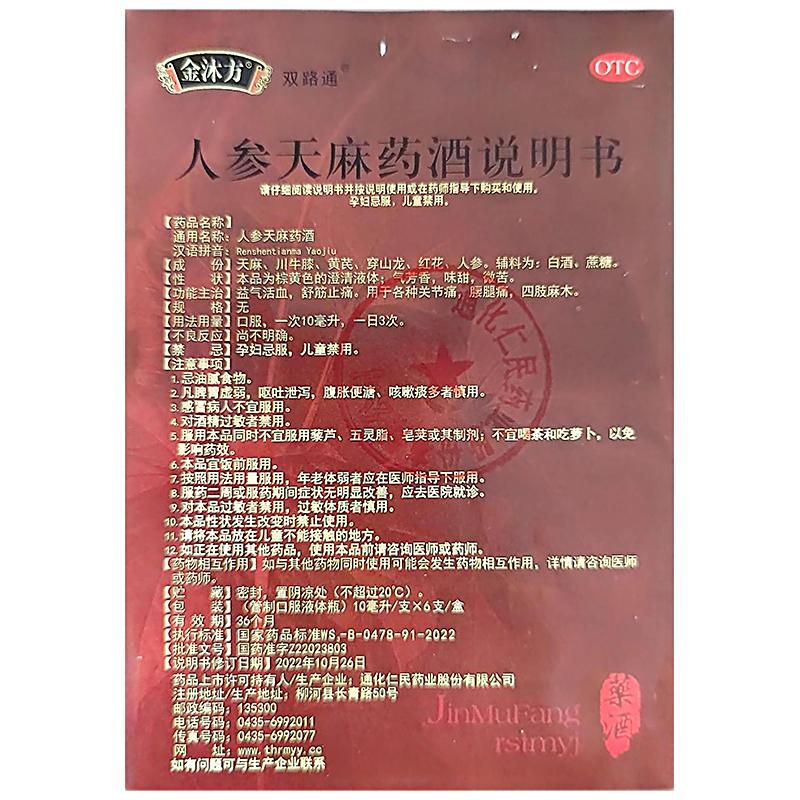 金沐方® 双路通® OTC
人参天麻药酒说明书
请仔细阅读说明书并按说明使用或在药师指导下购买和使用。
孕妇忌服，儿童禁用。
【药品名称】
通用名称：人参天麻药酒
汉语拼音：Renshentianma Yaojiu
【成　份】天麻、川牛膝、黄芪、穿山龙、红花、人参。辅料为：白酒、蔗糖。
【性　状】本品为棕黄色的澄清液体；气芳香，味甜，微苦。
【功能主治】益气活血，舒筋止痛。用于各种关节痛，腰腿痛，四肢麻木。
【规　格】无
【用法用量】口服，一次10毫升，一日3次。
【不良反应】尚不明确。
【禁　忌】孕妇忌服，儿童禁用。
【注意事项】
1.忌油腻食物。
2.凡脾胃虚弱，呕吐泄泻，腹胀便溏、咳嗽痰多者慎用。
3.感冒病人不宜服用。
4.对酒精过敏者禁用。
5.服用本品同时不宜服用藜芦、五灵脂、皂荚或其制剂；不宜喝茶和吃萝卜，以免
影响药效。
6.本品宜饭前服用。
7.按照用法用量服用，年老体弱者应在医师指导下服用。
8.服药二周或服药期间症状无明显改善，应去医院就诊。
9.对本品过敏者禁用，过敏体质者慎用。
10.本品性状发生改变时禁止使用。
11.请将本品放在儿童不能接触的地方。
12.如正在使用其他药品，使用本品前请咨询医师或药师。
【药物相互作用】如与其他药物同时使用可能会发生药物相互作用，详情请咨询医师
或药师。
【贮　藏】密封，置阴凉处（不超过20℃）。
【包　装】（管制口服液体瓶）10毫升/支×6支/盒
【有 效 期】36个月
【执行标准】国家药品标准WS₃-B-0478-91-2022
【批准文号】国药准字Z22023803
【说明书修订日期】2022年10月26日
药品上市许可持有人/生产企业：通化仁民药业股份有限公司
注册地址/生产地址：柳河县长青路50号
邮政编码：135300
电话号码：0435-6992011
传真号码：0435-6992077
网　址：www.thrmyy.cc
如有问题可与生产企业联系
JinMuFang
rstmyj
药酒